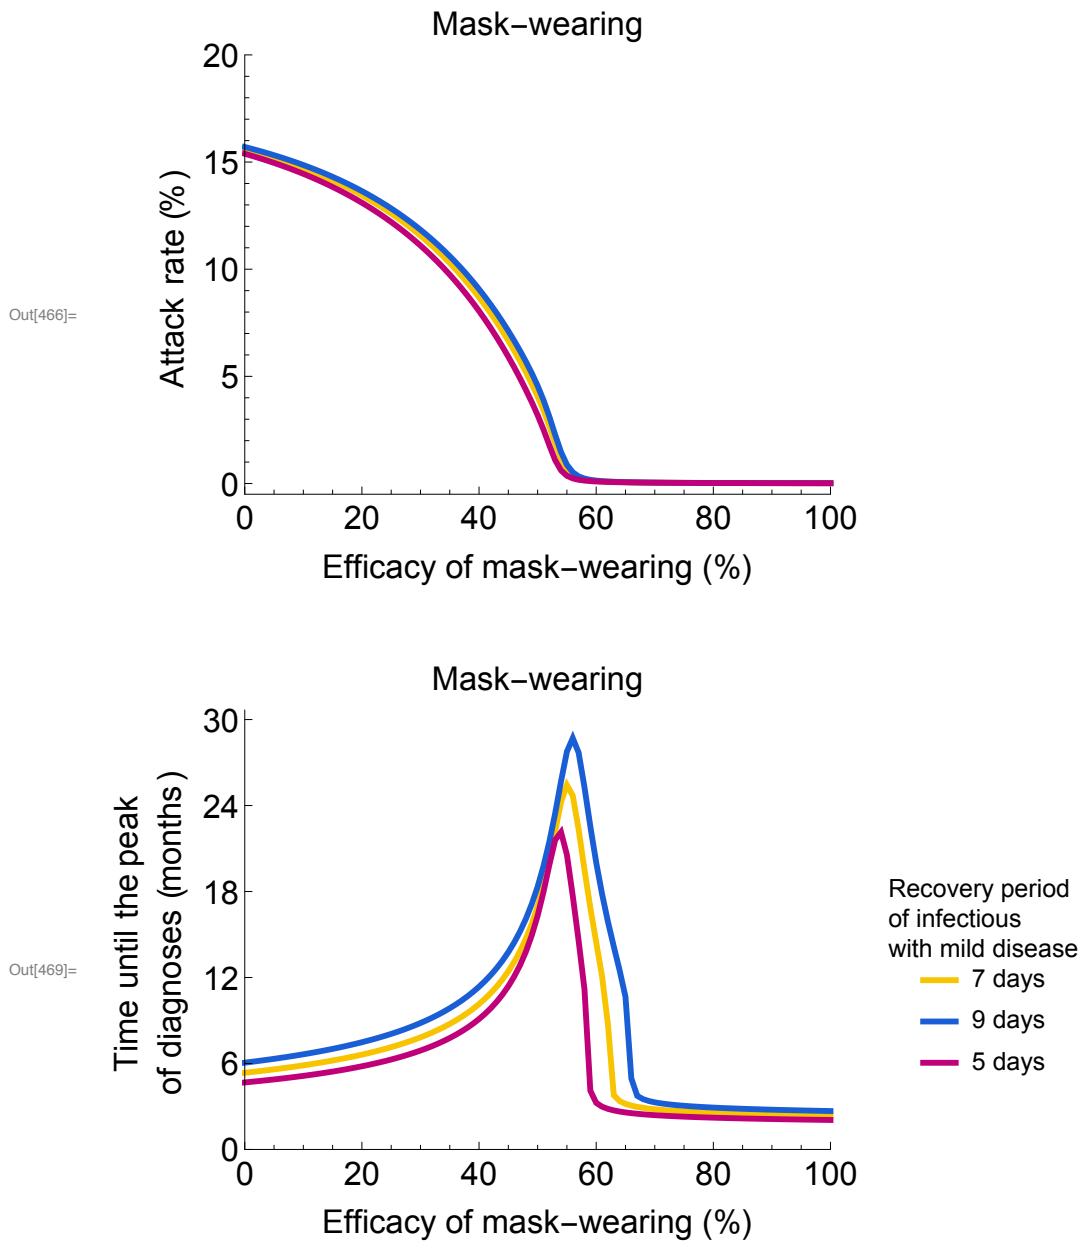 Mask-wearing
20
15
10
5
0
Attack rate (%)
Out[466]=
0 20 40 60 80 100
Efficacy of mask-wearing (%)
Mask-wearing
30
24
18
12
6
0
Time until the peak
of diagnoses (months)
Out[469]=
0 20 40 60 80 100
Efficacy of mask-wearing (%)
Recovery period
of infectious
with mild disease
7 days
9 days
5 days